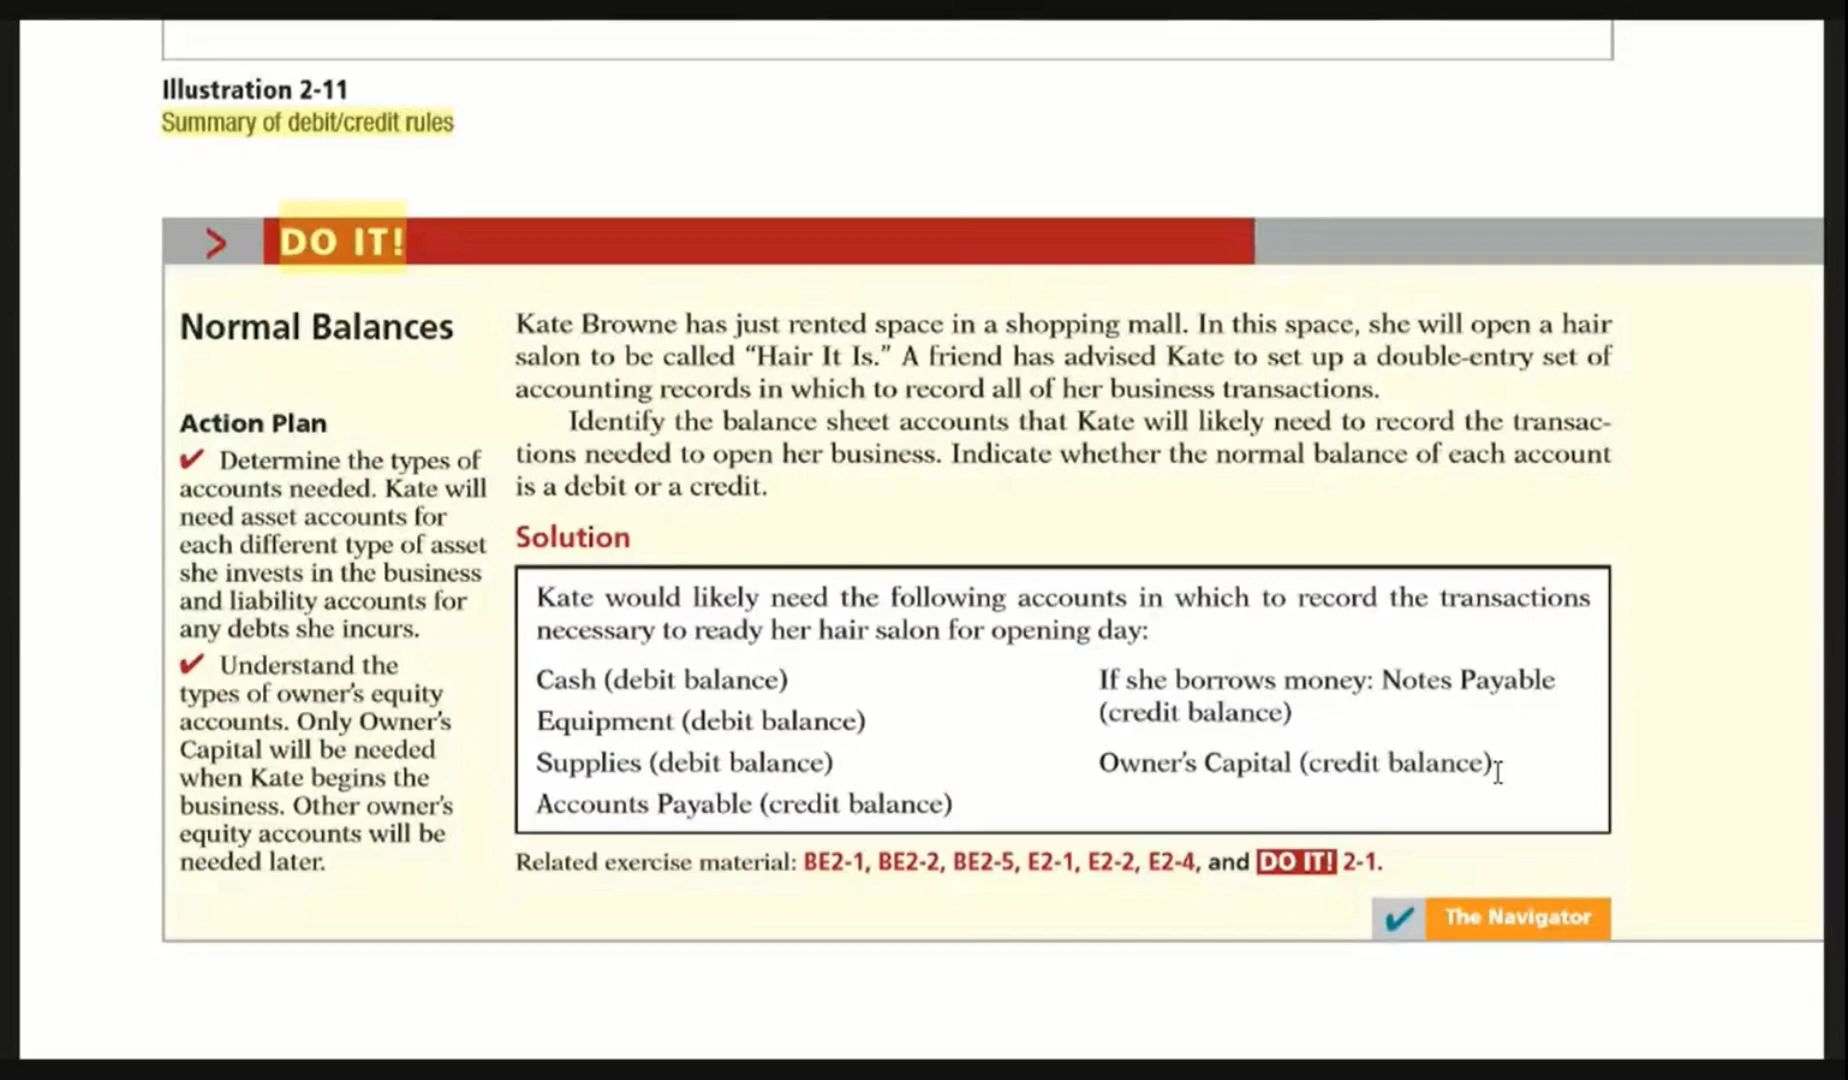 Illustration 2-11
Summary of debit/credit rules
> DO IT!
Normal Balances
Action Plan
✔ Determine the types of
accounts needed. Kate will
need asset accounts for
each different type of asset
she invests in the business
and liability accounts for
any debts she incurs.
✔ Understand the
types of owner's equity
accounts. Only Owner's
Capital will be needed
when Kate begins the
business. Other owner's
equity accounts will be
needed later.
Kate Browne has just rented space in a shopping mall. In this space, she will open a hair
salon to be called “Hair It Is.” A friend has advised Kate to set up a double-entry set of
accounting records in which to record all of her business transactions.
Identify the balance sheet accounts that Kate will likely need to record the transac-
tions needed to open her business. Indicate whether the normal balance of each account
is a debit or a credit.
Solution
Kate would likely need the following accounts in which to record the transactions
necessary to ready her hair salon for opening day:
Cash (debit balance)
Equipment (debit balance)
Supplies (debit balance)
Accounts Payable (credit balance)
If she borrows money: Notes Payable
(credit balance)
Owner's Capital (credit balance)
Related exercise material: BE2-1, BE2-2, BE2-5, E2-1, E2-2, E2-4, and DO IT! 2-1.
✔ The Navigator